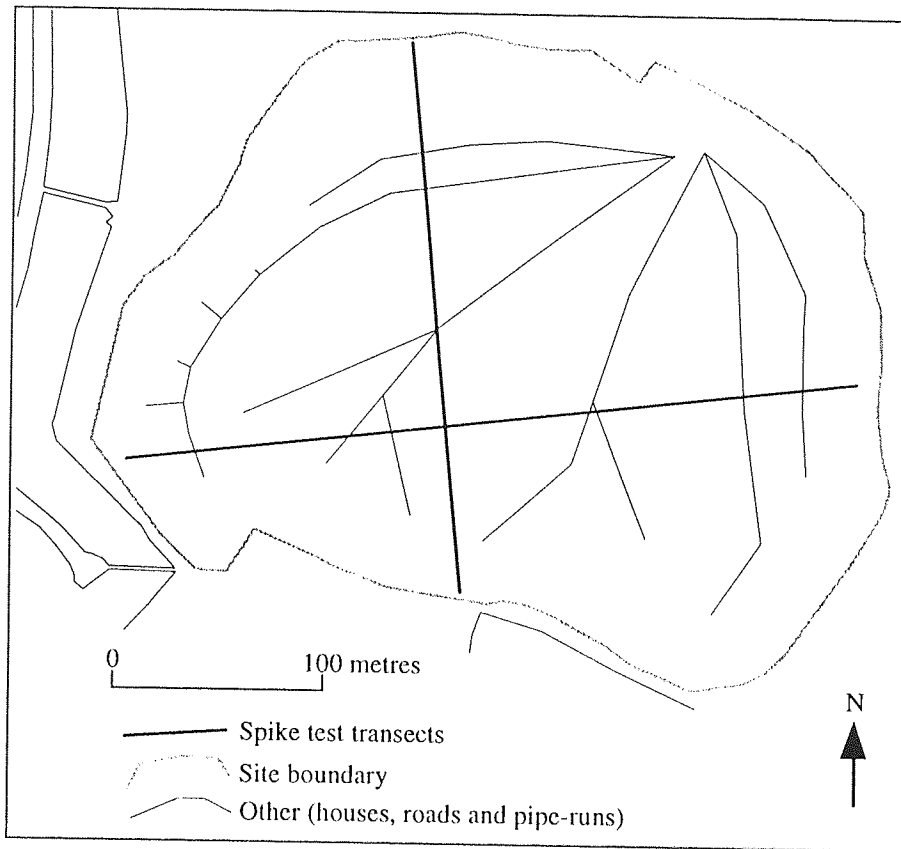 0 100 metres
N
Spike test transects
Site boundary
Other (houses, roads and pipe-runs)